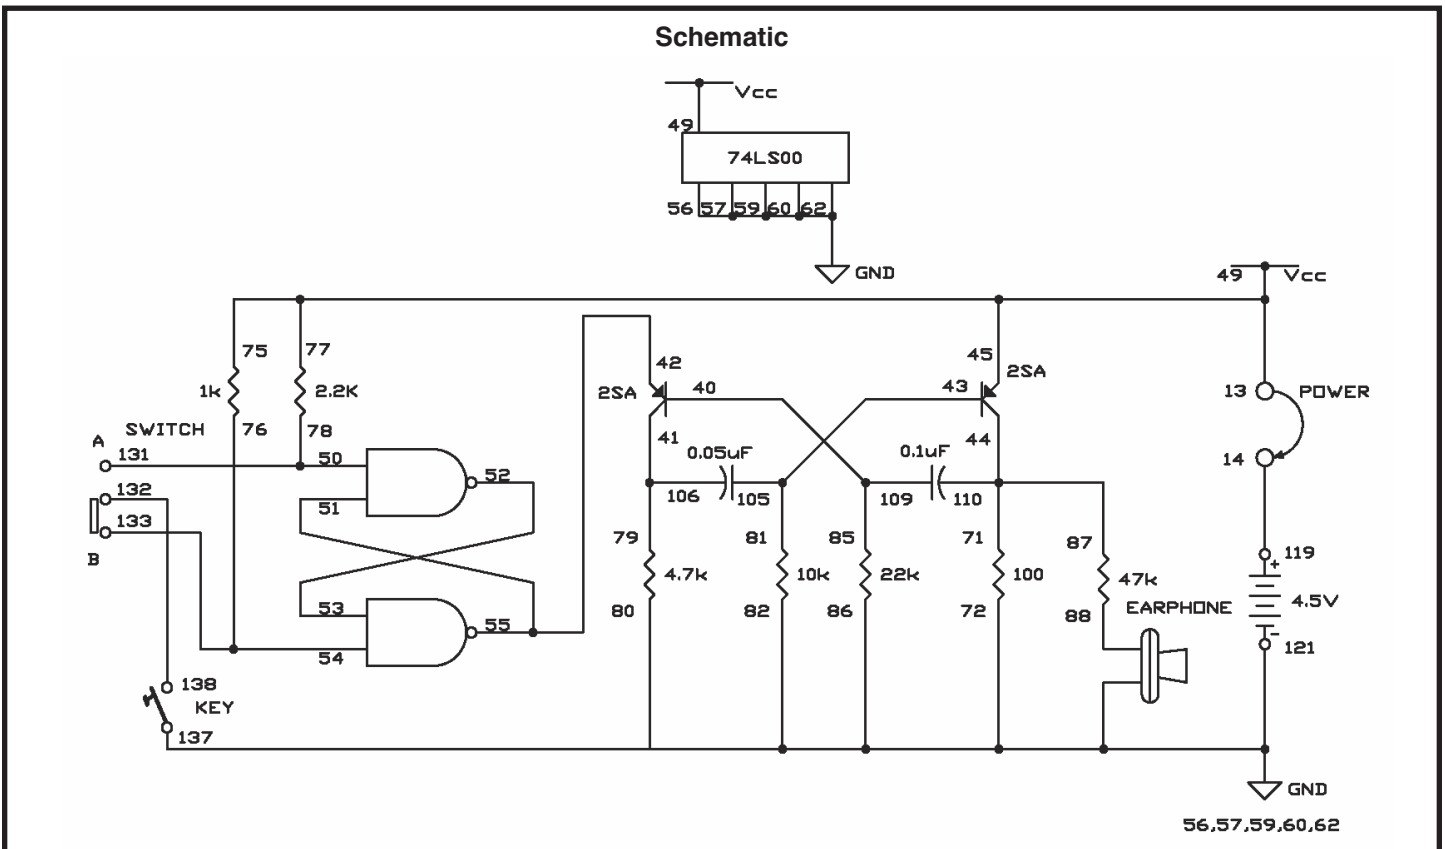 Schematic
Vcc
49
74LS00
56 57 59 60 62
GND
49 Vcc
75 77
1k 2.2K
76 78
SWITCH
A
131
132
133
B
50
51
52
53
54
55
138
KEY
137
42
2SA 40
41
0.05uF
106 105
45
43 2SA
44
0.1uF
109 110
79
4.7k
80
81
10k
82
85
22k
86
71
100
72
87
47k
88
EARPHONE
13 POWER
14
119
+
4.5V
-
121
GND
56,57,59,60,62